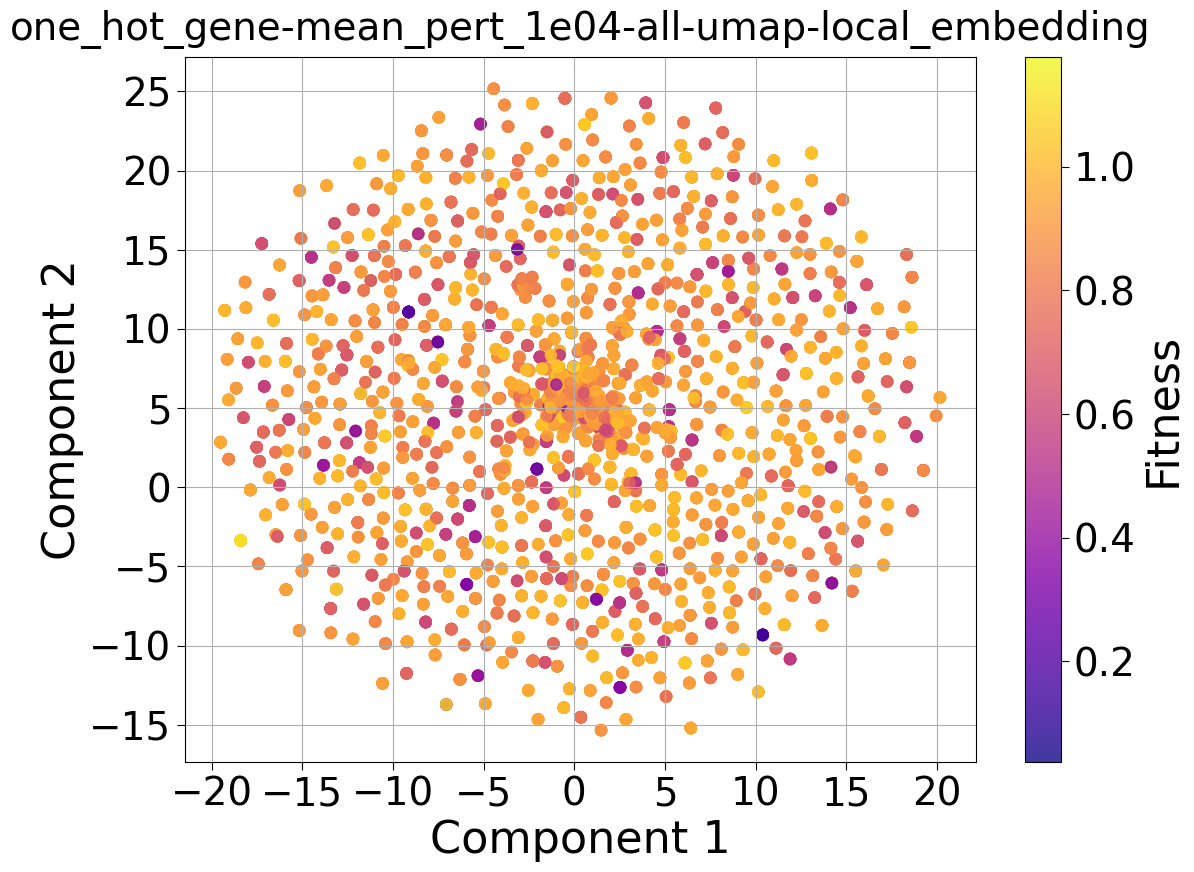 one_hot_gene-mean_pert_1e04-all-umap-local_embedding
25
20
15
10
5
0
−5
−10
−15
Component 2
−20 −15 −10 −5 0 5 10 15 20
Component 1
1.0
0.8
0.6
0.4
0.2
Fitness